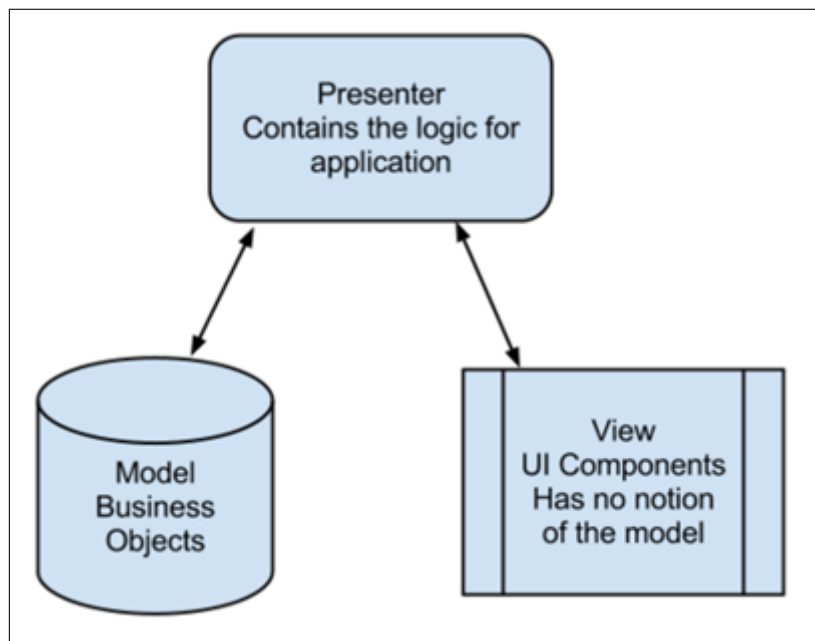 Presenter
Contains the logic for
application
Model
Business
Objects
View
UI Components
Has no notion
of the model